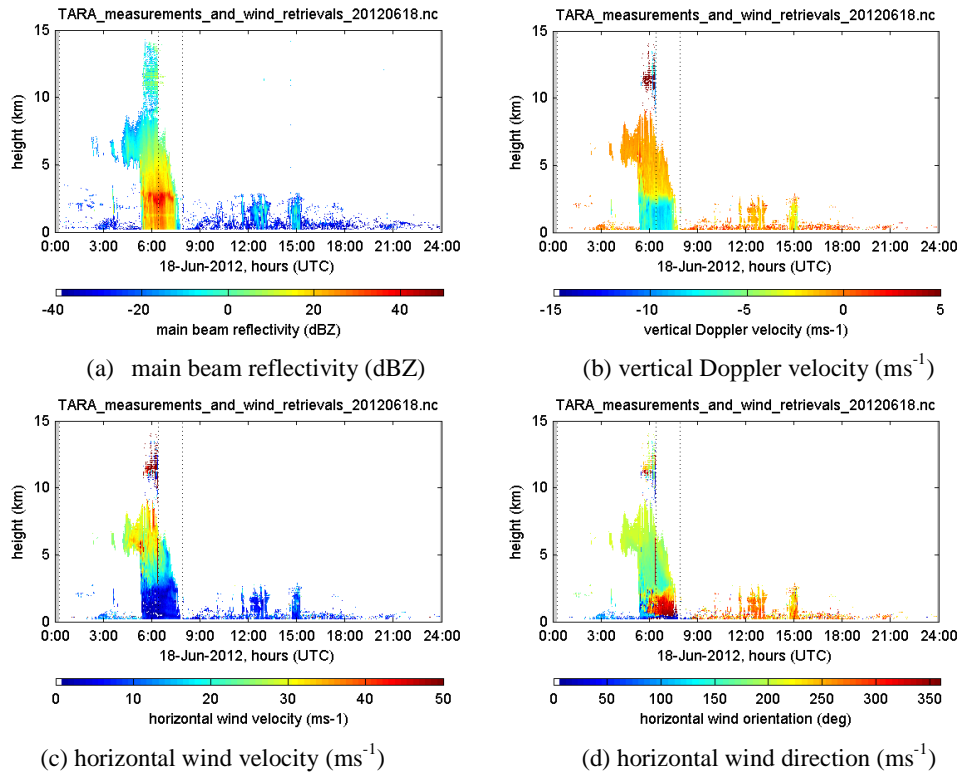 TARA_measurements_and_wind_retrievals_20120618.nc
15
10
5
0
height (km)
0:00 3:00 6:00 9:00 12:00 15:00 18:00 21:00 24:00
18-Jun-2012, hours (UTC)
-40 -20 0 20 40
main beam reflectivity (dBZ)
(a) main beam reflectivity (dBZ)
TARA_measurements_and_wind_retrievals_20120618.nc
15
10
5
0
height (km)
0:00 3:00 6:00 9:00 12:00 15:00 18:00 21:00 24:00
18-Jun-2012, hours (UTC)
-15 -10 -5 0 5
vertical Doppler velocity (ms-1)
(b) vertical Doppler velocity (ms⁻¹)
TARA_measurements_and_wind_retrievals_20120618.nc
15
10
5
0
height (km)
0:00 3:00 6:00 9:00 12:00 15:00 18:00 21:00 24:00
18-Jun-2012, hours (UTC)
0 10 20 30 40 50
horizontal wind velocity (ms-1)
(c) horizontal wind velocity (ms⁻¹)
TARA_measurements_and_wind_retrievals_20120618.nc
15
10
5
0
height (km)
0:00 3:00 6:00 9:00 12:00 15:00 18:00 21:00 24:00
18-Jun-2012, hours (UTC)
0 50 100 150 200 250 300 350
horizontal wind orientation (deg)
(d) horizontal wind direction (ms⁻¹)